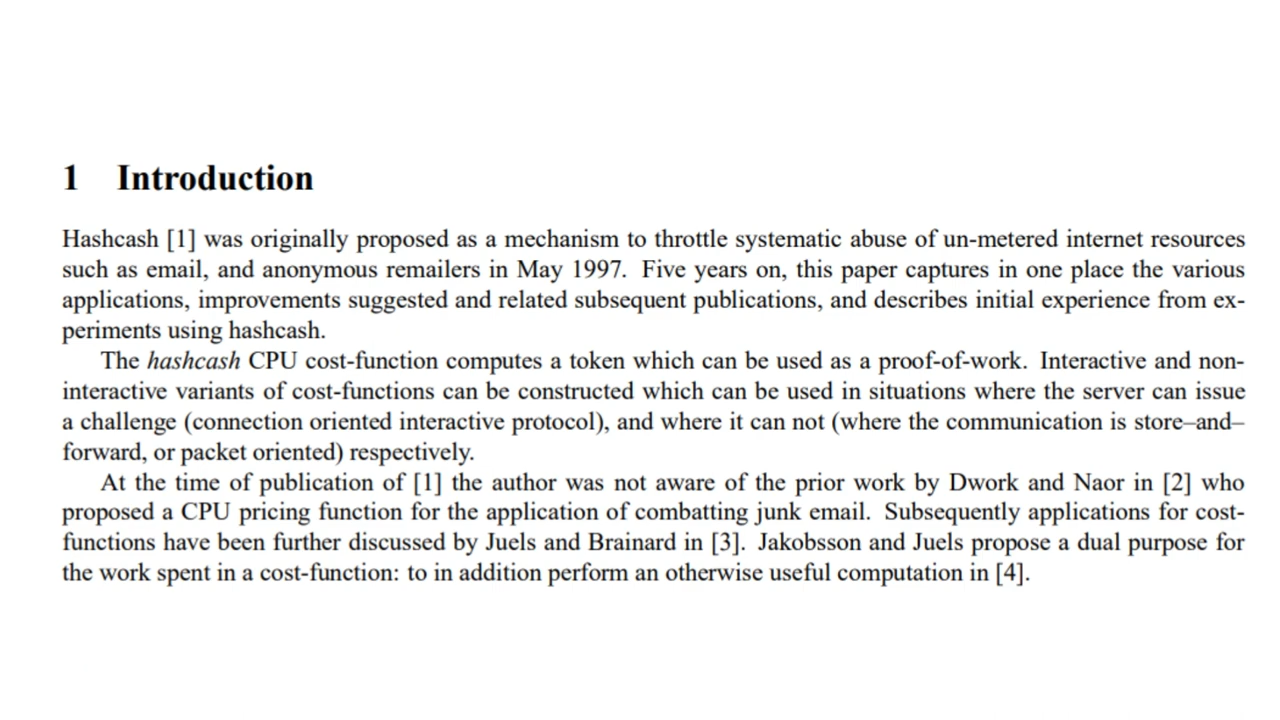 1 Introduction
Hashcash [1] was originally proposed as a mechanism to throttle systematic abuse of un-metered internet resources
such as email, and anonymous remailers in May 1997. Five years on, this paper captures in one place the various
applications, improvements suggested and related subsequent publications, and describes initial experience from ex-
periments using hashcash.
The hashcash CPU cost-function computes a token which can be used as a proof-of-work. Interactive and non-
interactive variants of cost-functions can be constructed which can be used in situations where the server can issue
a challenge (connection oriented interactive protocol), and where it can not (where the communication is store–and–
forward, or packet oriented) respectively.
At the time of publication of [1] the author was not aware of the prior work by Dwork and Naor in [2] who
proposed a CPU pricing function for the application of combatting junk email. Subsequently applications for cost-
functions have been further discussed by Juels and Brainard in [3]. Jakobsson and Juels propose a dual purpose for
the work spent in a cost-function: to in addition perform an otherwise useful computation in [4].